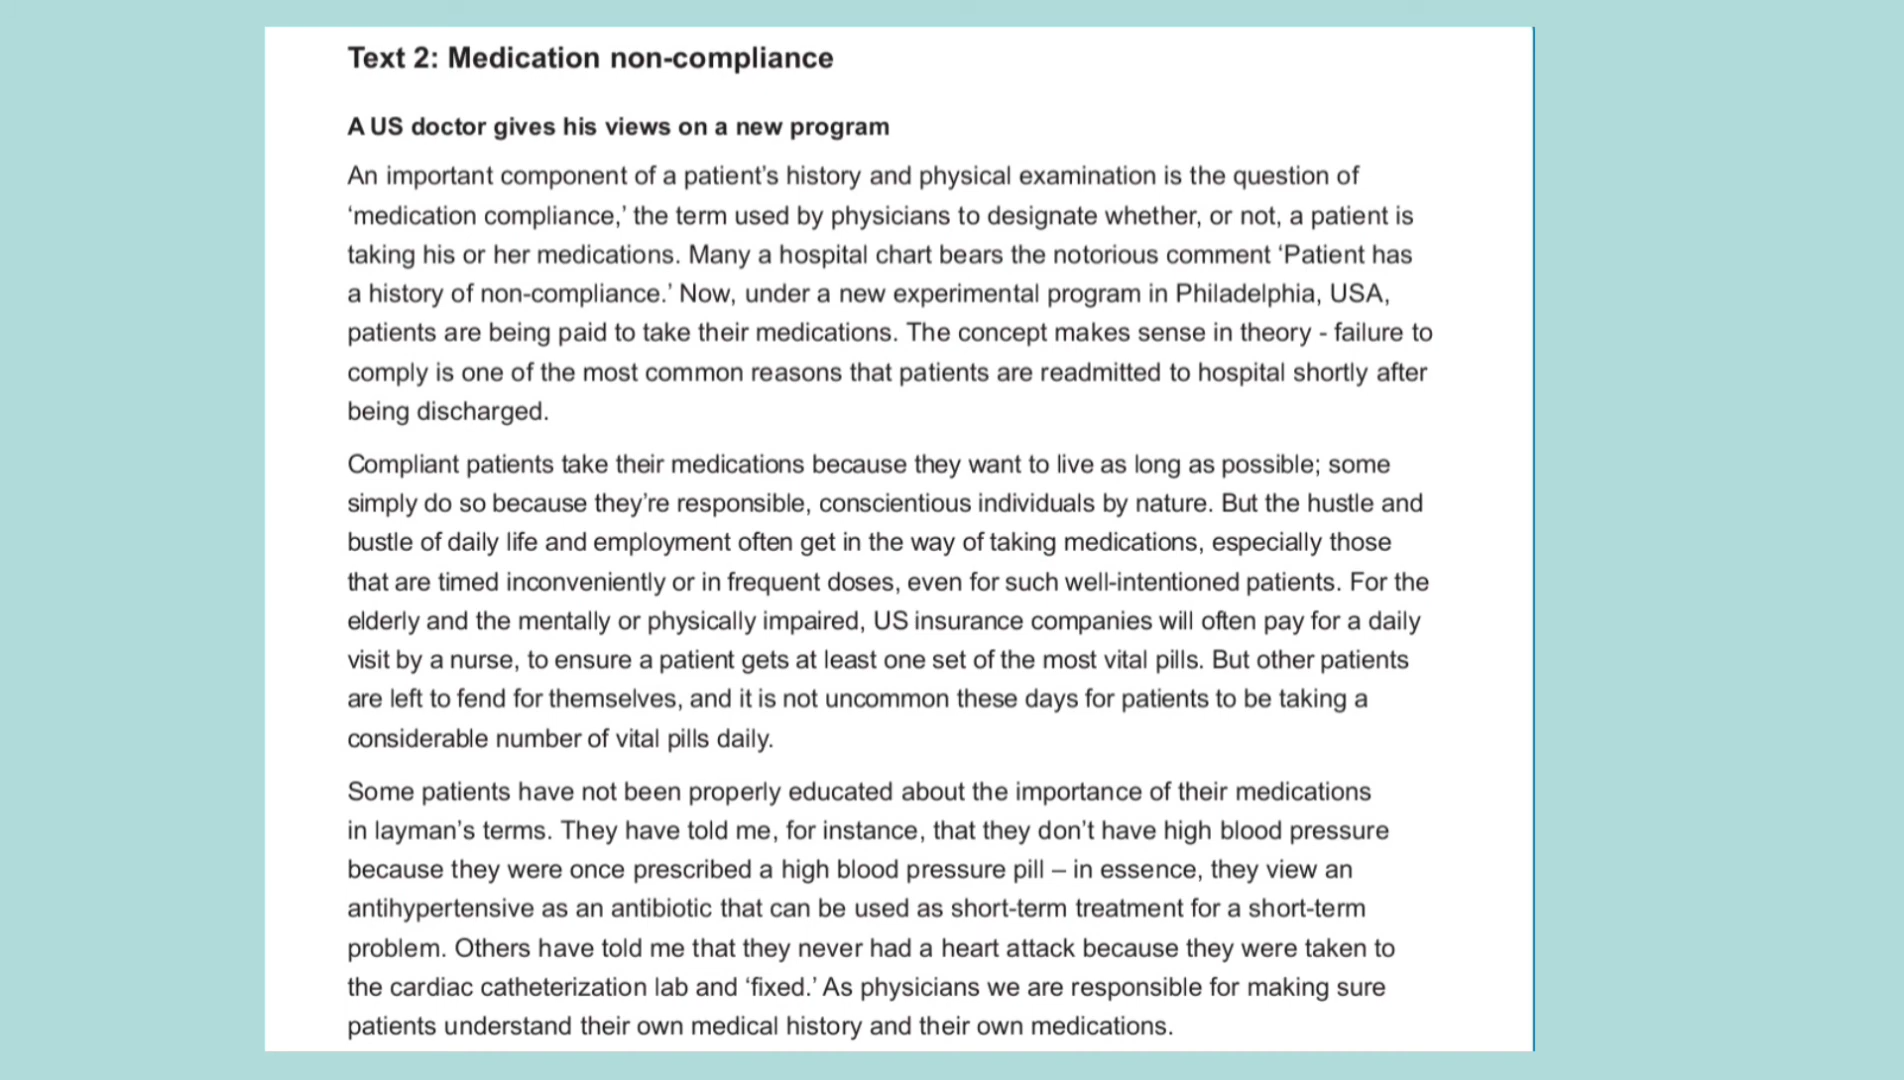 Text 2: Medication non-compliance
A US doctor gives his views on a new program
An important component of a patient’s history and physical examination is the question of
‘medication compliance,’ the term used by physicians to designate whether, or not, a patient is
taking his or her medications. Many a hospital chart bears the notorious comment ‘Patient has
a history of non-compliance.’ Now, under a new experimental program in Philadelphia, USA,
patients are being paid to take their medications. The concept makes sense in theory - failure to
comply is one of the most common reasons that patients are readmitted to hospital shortly after
being discharged.
Compliant patients take their medications because they want to live as long as possible; some
simply do so because they’re responsible, conscientious individuals by nature. But the hustle and
bustle of daily life and employment often get in the way of taking medications, especially those
that are timed inconveniently or in frequent doses, even for such well-intentioned patients. For the
elderly and the mentally or physically impaired, US insurance companies will often pay for a daily
visit by a nurse, to ensure a patient gets at least one set of the most vital pills. But other patients
are left to fend for themselves, and it is not uncommon these days for patients to be taking a
considerable number of vital pills daily.
Some patients have not been properly educated about the importance of their medications
in layman’s terms. They have told me, for instance, that they don’t have high blood pressure
because they were once prescribed a high blood pressure pill – in essence, they view an
antihypertensive as an antibiotic that can be used as short-term treatment for a short-term
problem. Others have told me that they never had a heart attack because they were taken to
the cardiac catheterization lab and ‘fixed.’ As physicians we are responsible for making sure
patients understand their own medical history and their own medications.